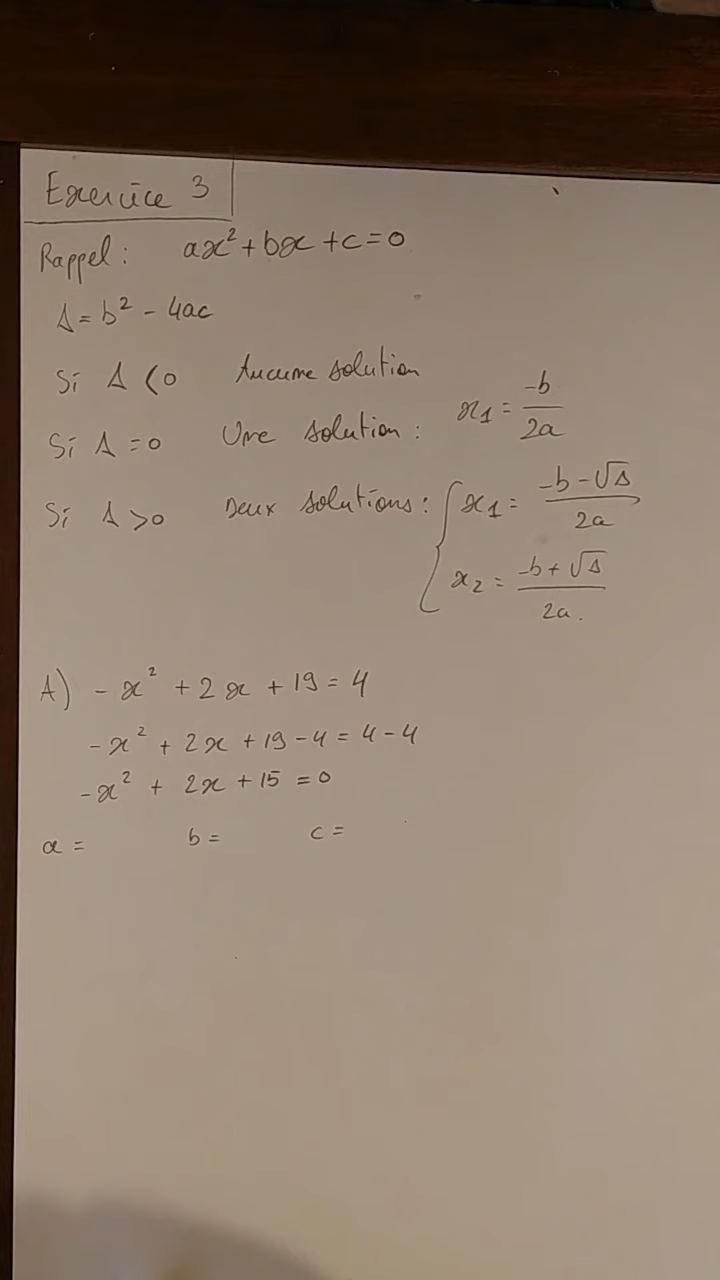 Exercice 3
Rappel : ax² + bx + c = 0
Δ = b² - 4ac
Si Δ < 0 Aucune solution
Si Δ = 0 Une solution : x₁ = -b / 2a
Si Δ > 0 Deux solutions : { x₁ = (-b - √Δ) / 2a
x₂ = (-b + √Δ) / 2a.
A) -x² + 2x + 19 = 4
-x² + 2x + 19 - 4 = 4 - 4
-x² + 2x + 15 = 0
a = b = c =